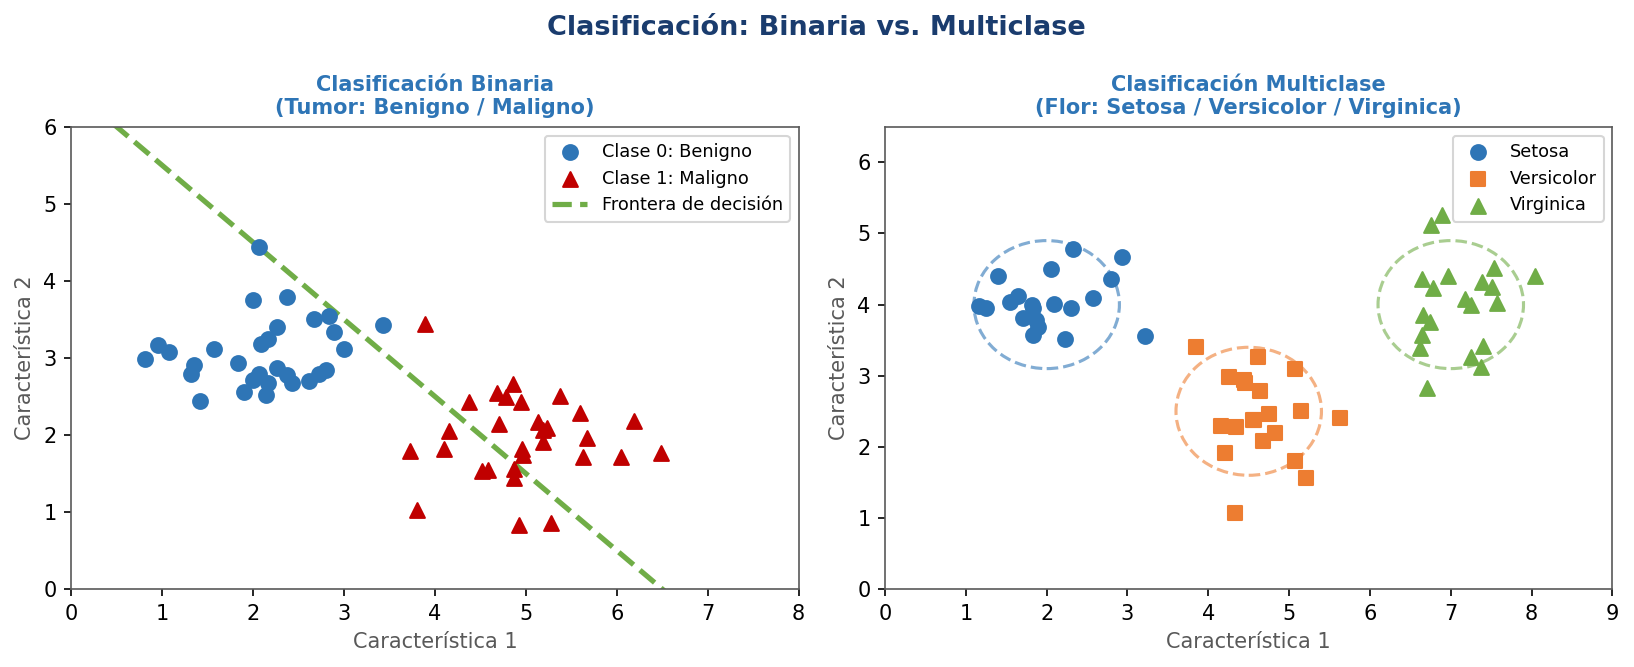 Clasificación: Binaria vs. Multiclase
Clasificación Binaria
(Tumor: Benigno / Maligno)
Clase 0: Benigno
Clase 1: Maligno
Frontera de decisión
6
5
4
3
2
1
0
Característica 2
0 1 2 3 4 5 6 7 8
Característica 1
Clasificación Multiclase
(Flor: Setosa / Versicolor / Virginica)
Setosa
Versicolor
Virginica
6
5
4
3
2
1
0
Característica 2
0 1 2 3 4 5 6 7 8 9
Característica 1